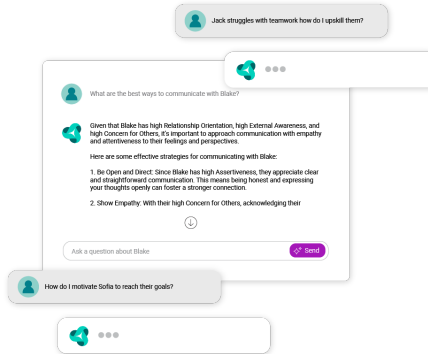 Jack struggles with teamwork how do I upskill them?
What are the best ways to communicate with Blake?
Given that Blake has high Relationship Orientation, high External Awareness, and
high Concern for Others, it's important to approach communication with empathy
and attentiveness to their feelings and perspectives.
Here are some effective strategies for communicating with Blake:
1. Be Open and Direct: Since Blake has high Assertiveness, they appreciate clear
and straightforward communication. This means being honest and expressing
your thoughts openly can foster a stronger connection.
2. Show Empathy: With their high Concern for Others, acknowledging their
Ask a question about Blake
Send
How do I motivate Sofia to reach their goals?